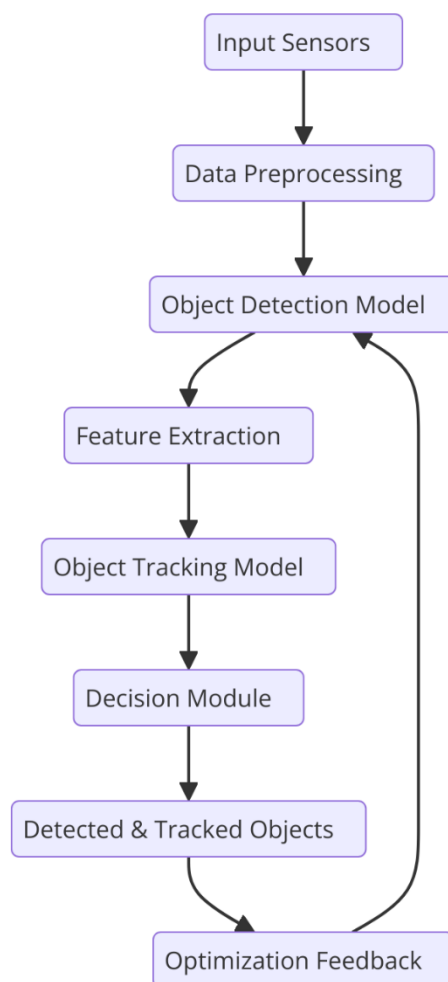 Input Sensors
Data Preprocessing
Object Detection Model
Feature Extraction
Object Tracking Model
Decision Module
Detected & Tracked Objects
Optimization Feedback